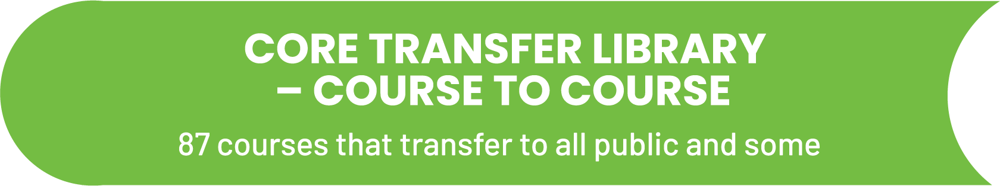 CORE TRANSFER LIBRARY
– COURSE TO COURSE
87 courses that transfer to all public and some